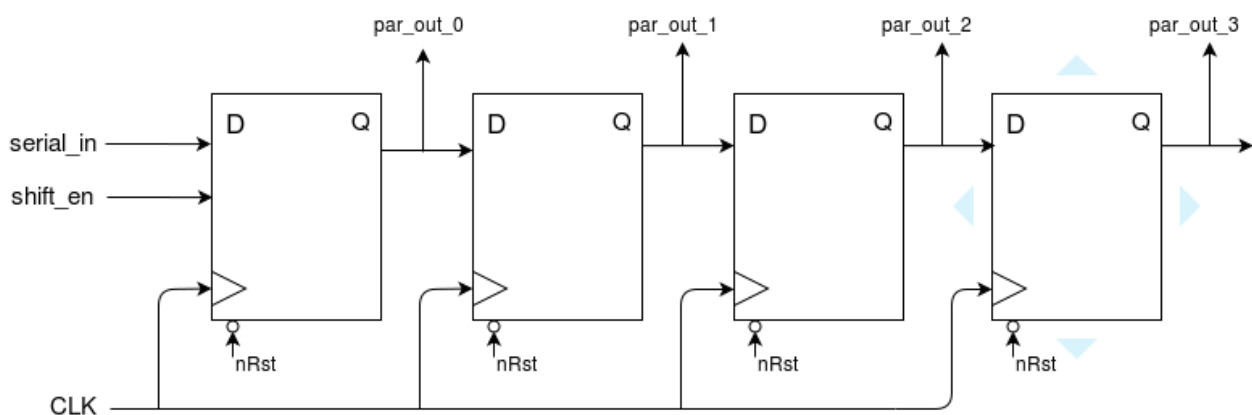 par_out_0
par_out_1
par_out_2
par_out_3
D Q
D Q
D Q
D Q
serial_in
shift_en
nRst
nRst
nRst
nRst
CLK